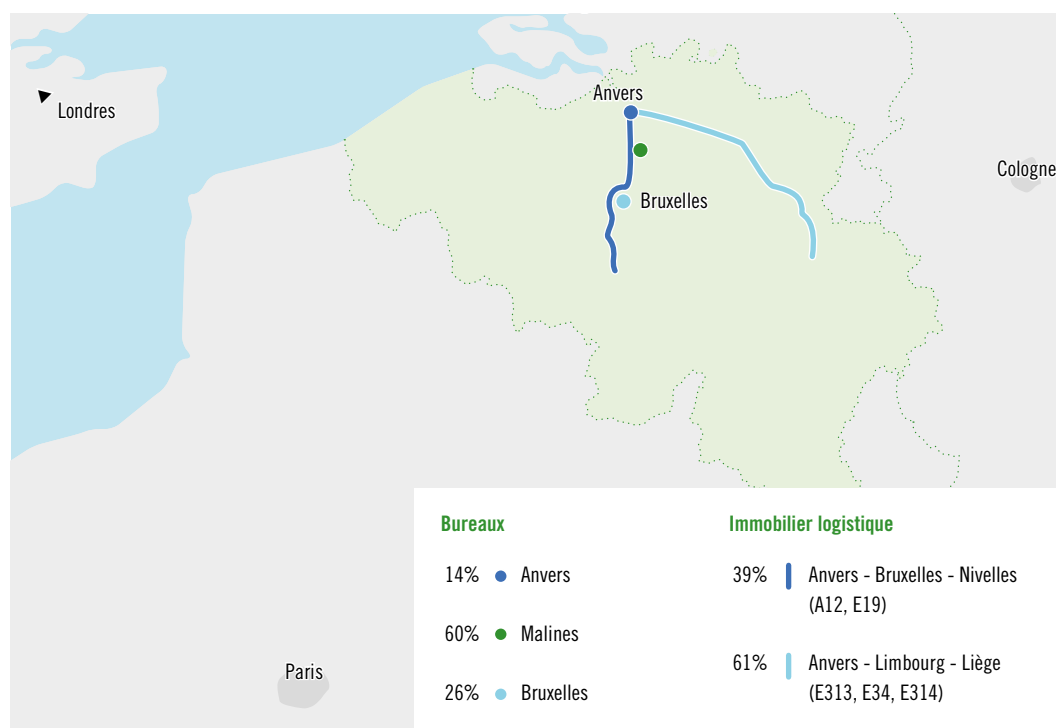 Londres
Anvers
Cologne
Bruxelles
Paris
Bureaux
14% Anvers
60% Malines
26% Bruxelles
Immobilier logistique
39% Anvers - Bruxelles - Nivelles
(A12, E19)
61% Anvers - Limbourg - Liège
(E313, E34, E314)